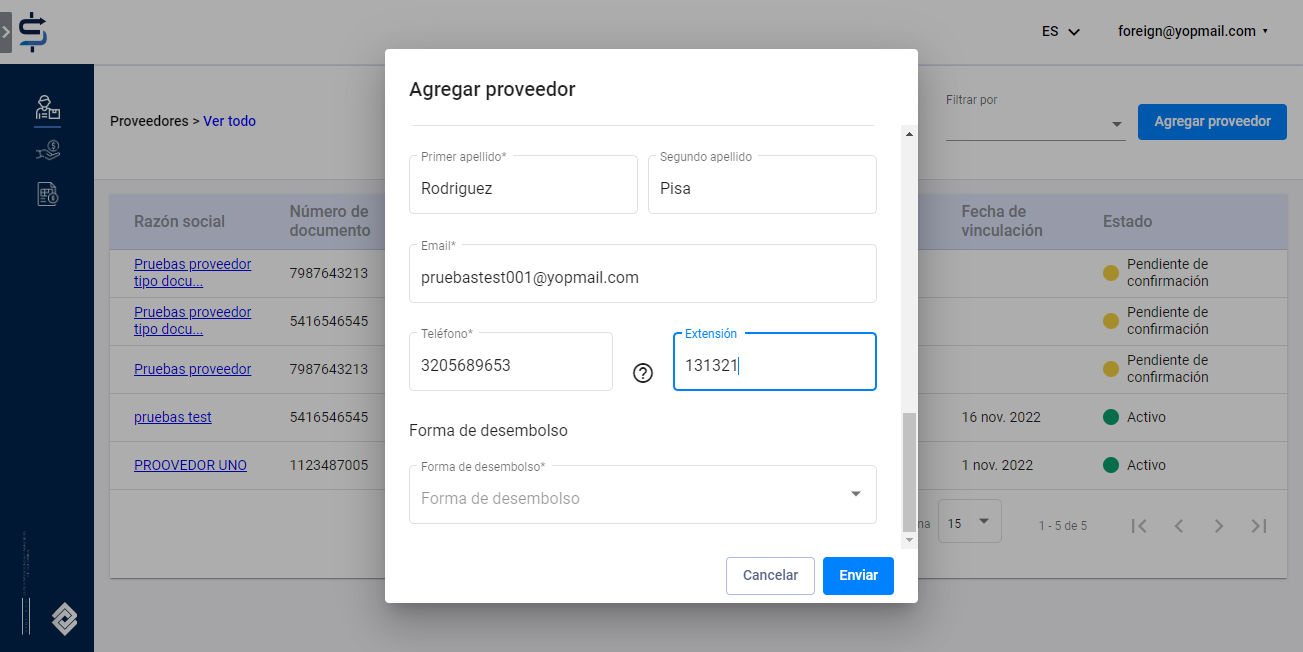 ES
foreign@yopmail.com
Proveedores > Ver todo
Filtrar por
Agregar proveedor
Razón social
Número de documento
Fecha de vinculación
Estado
Pruebas proveedor tipo docu...
7987643213
Pendiente de confirmación
Pruebas proveedor tipo docu...
5416546545
Pendiente de confirmación
Pruebas proveedor
7987643213
Pendiente de confirmación
pruebas test
5416546545
16 nov. 2022
Activo
PROOVEDOR UNO
1123487005
1 nov. 2022
Activo
na
15
1 - 5 de 5
Agregar proveedor
Primer apellido*
Rodriguez
Segundo apellido
Pisa
Email*
pruebastest001@yopmail.com
Teléfono*
3205689653
Extensión
131321
Forma de desembolso
Forma de desembolso*
Forma de desembolso
Cancelar
Enviar